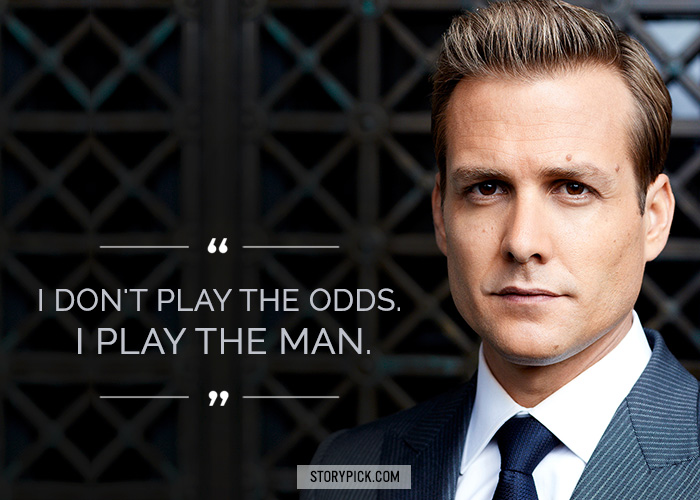 “
I DON'T PLAY THE ODDS.
I PLAY THE MAN.
”
STORYPICK.COM